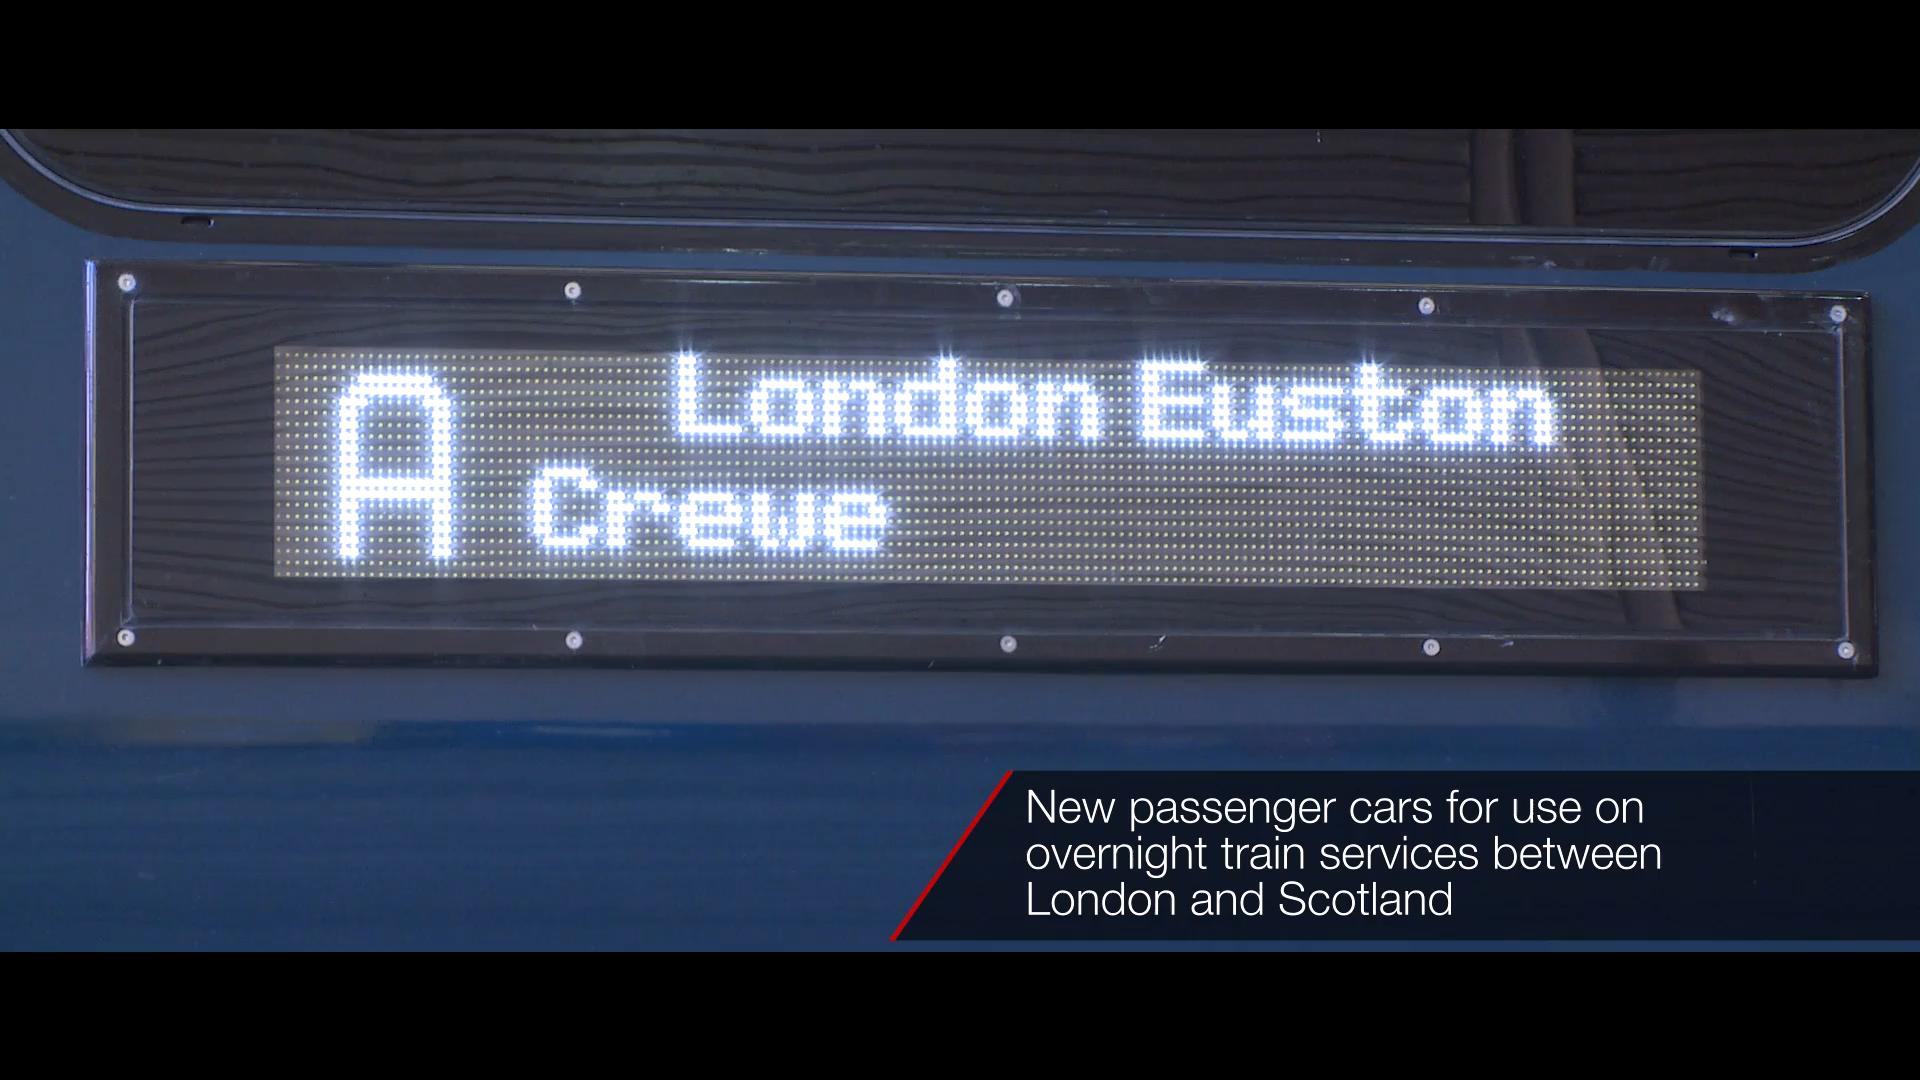 A
London Euston
Crewe
New passenger cars for use on
overnight train services between
London and Scotland